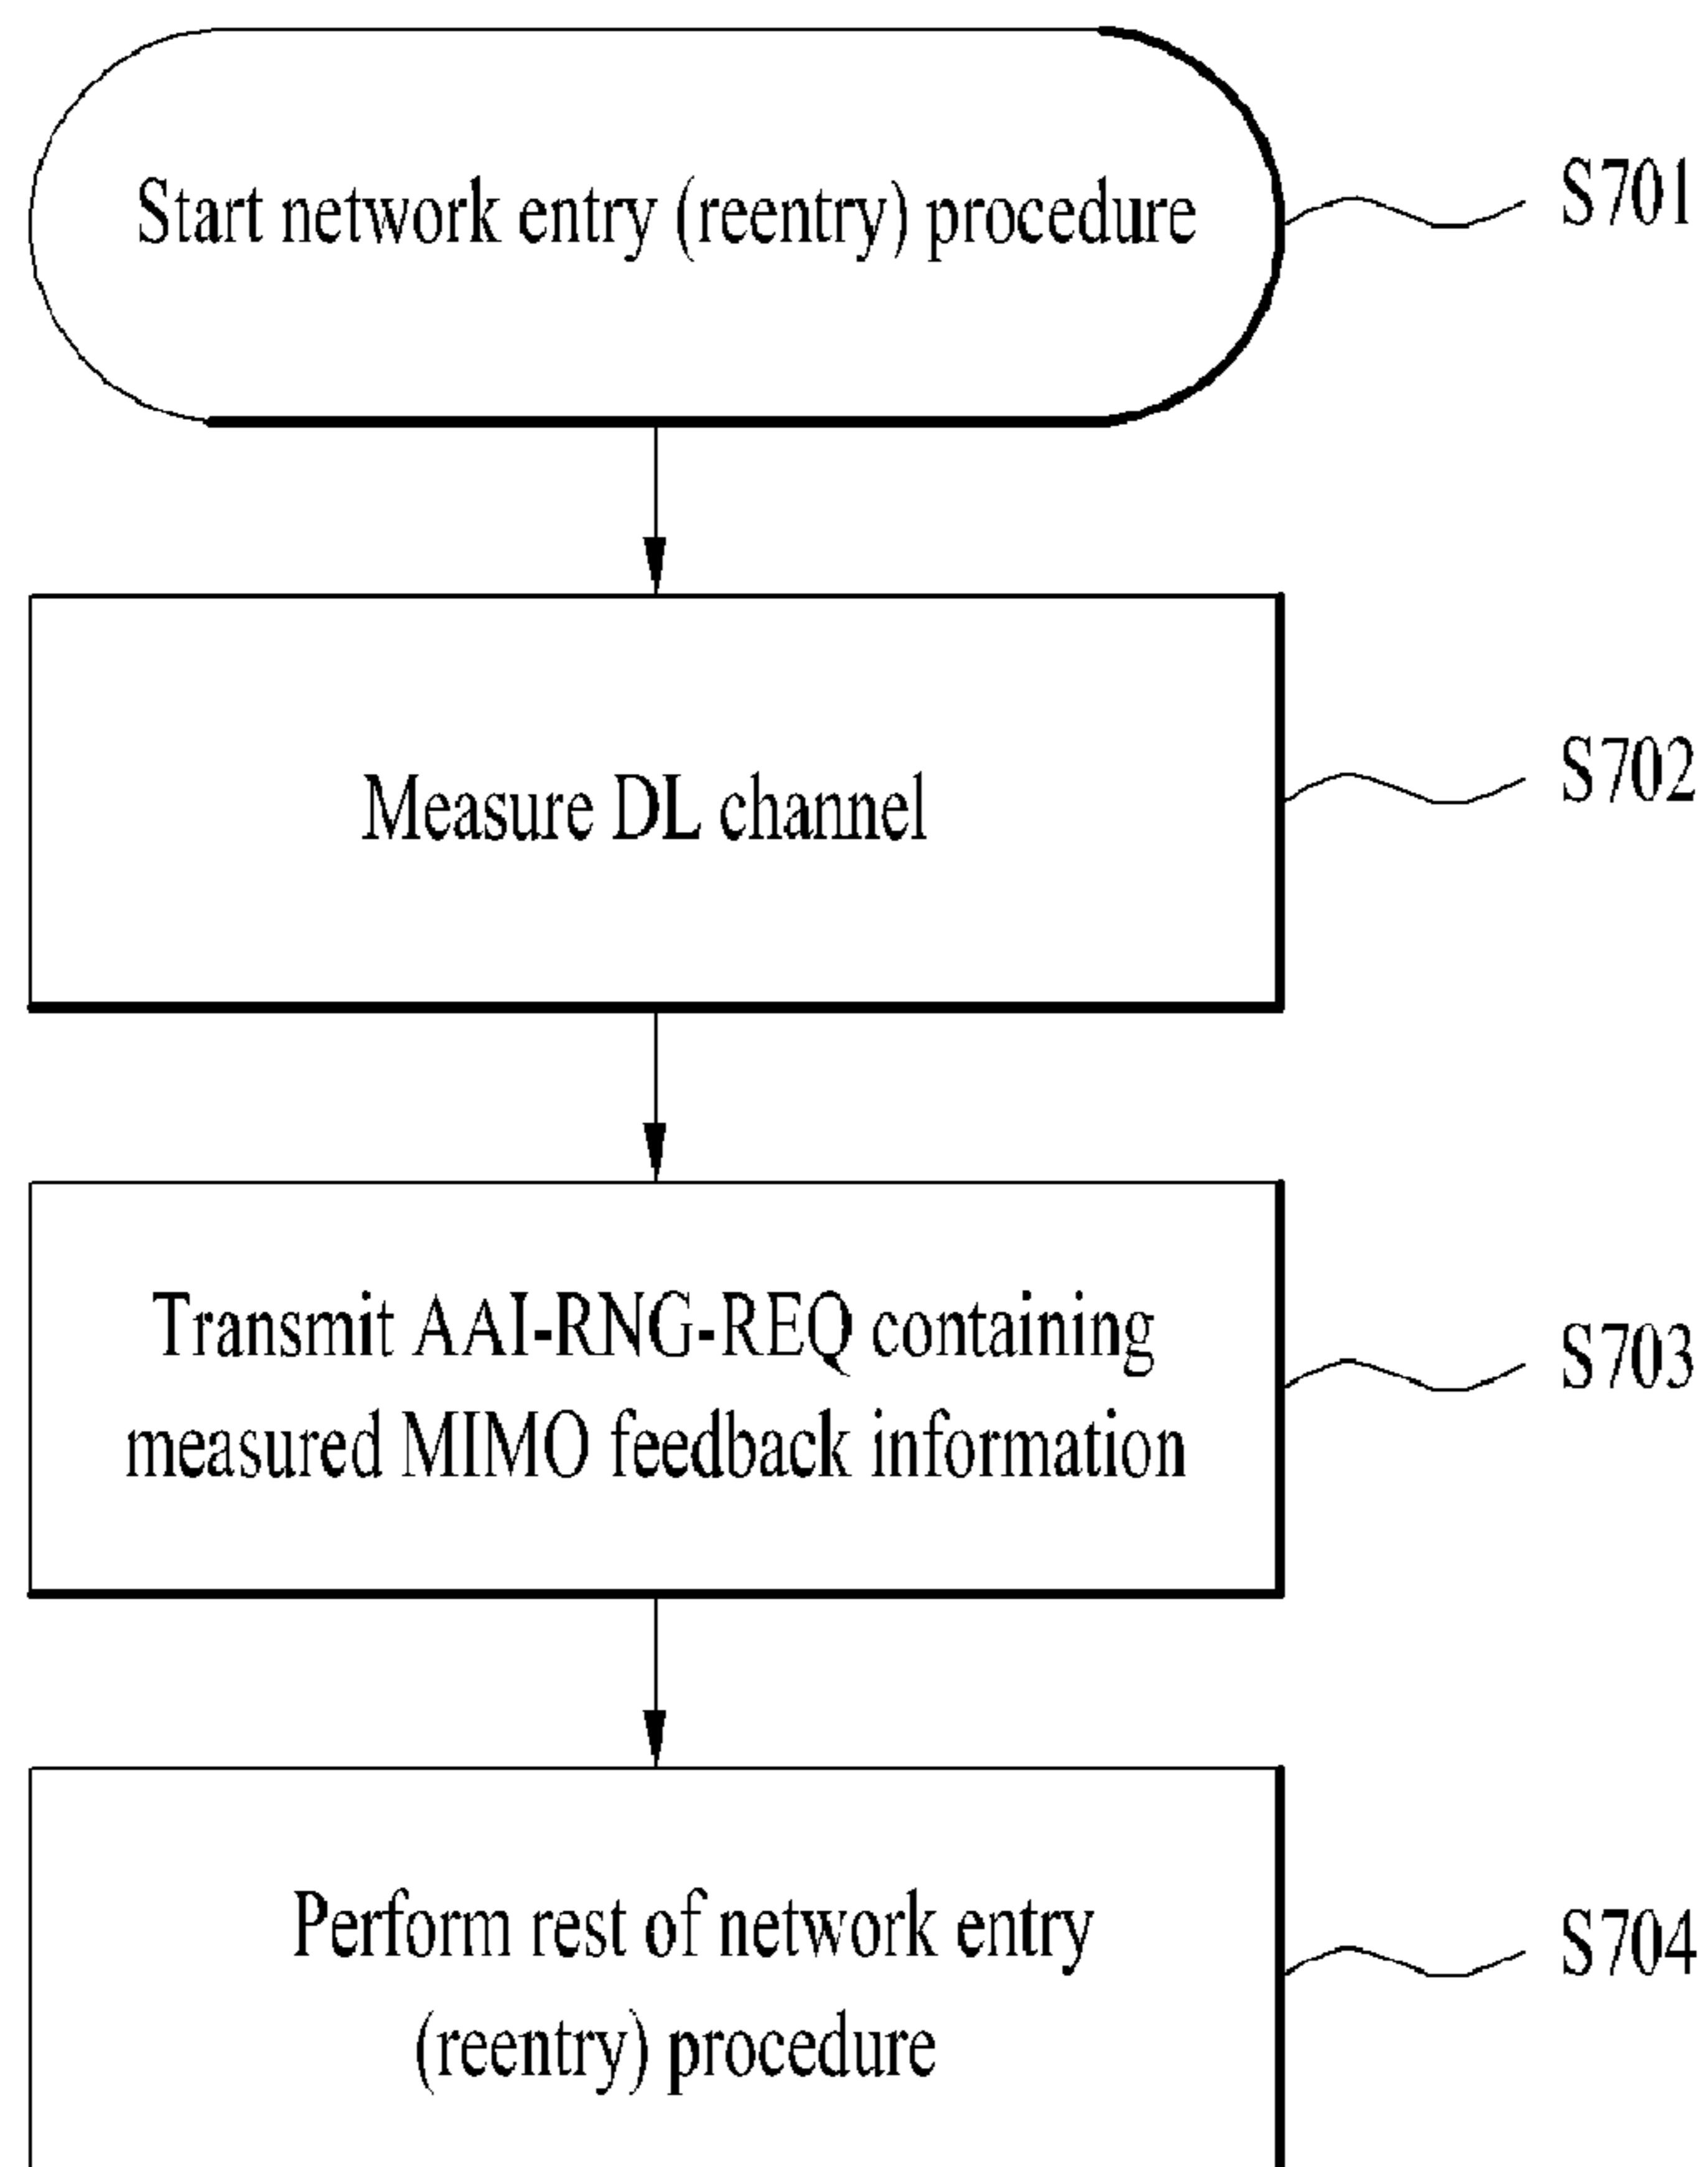 Start network entry (reentry) procedure
S701
Measure DL channel
S702
Transmit AAI-RNG-REQ containing
measured MIMO feedback information
S703
Perform rest of network entry
(reentry) procedure
S704